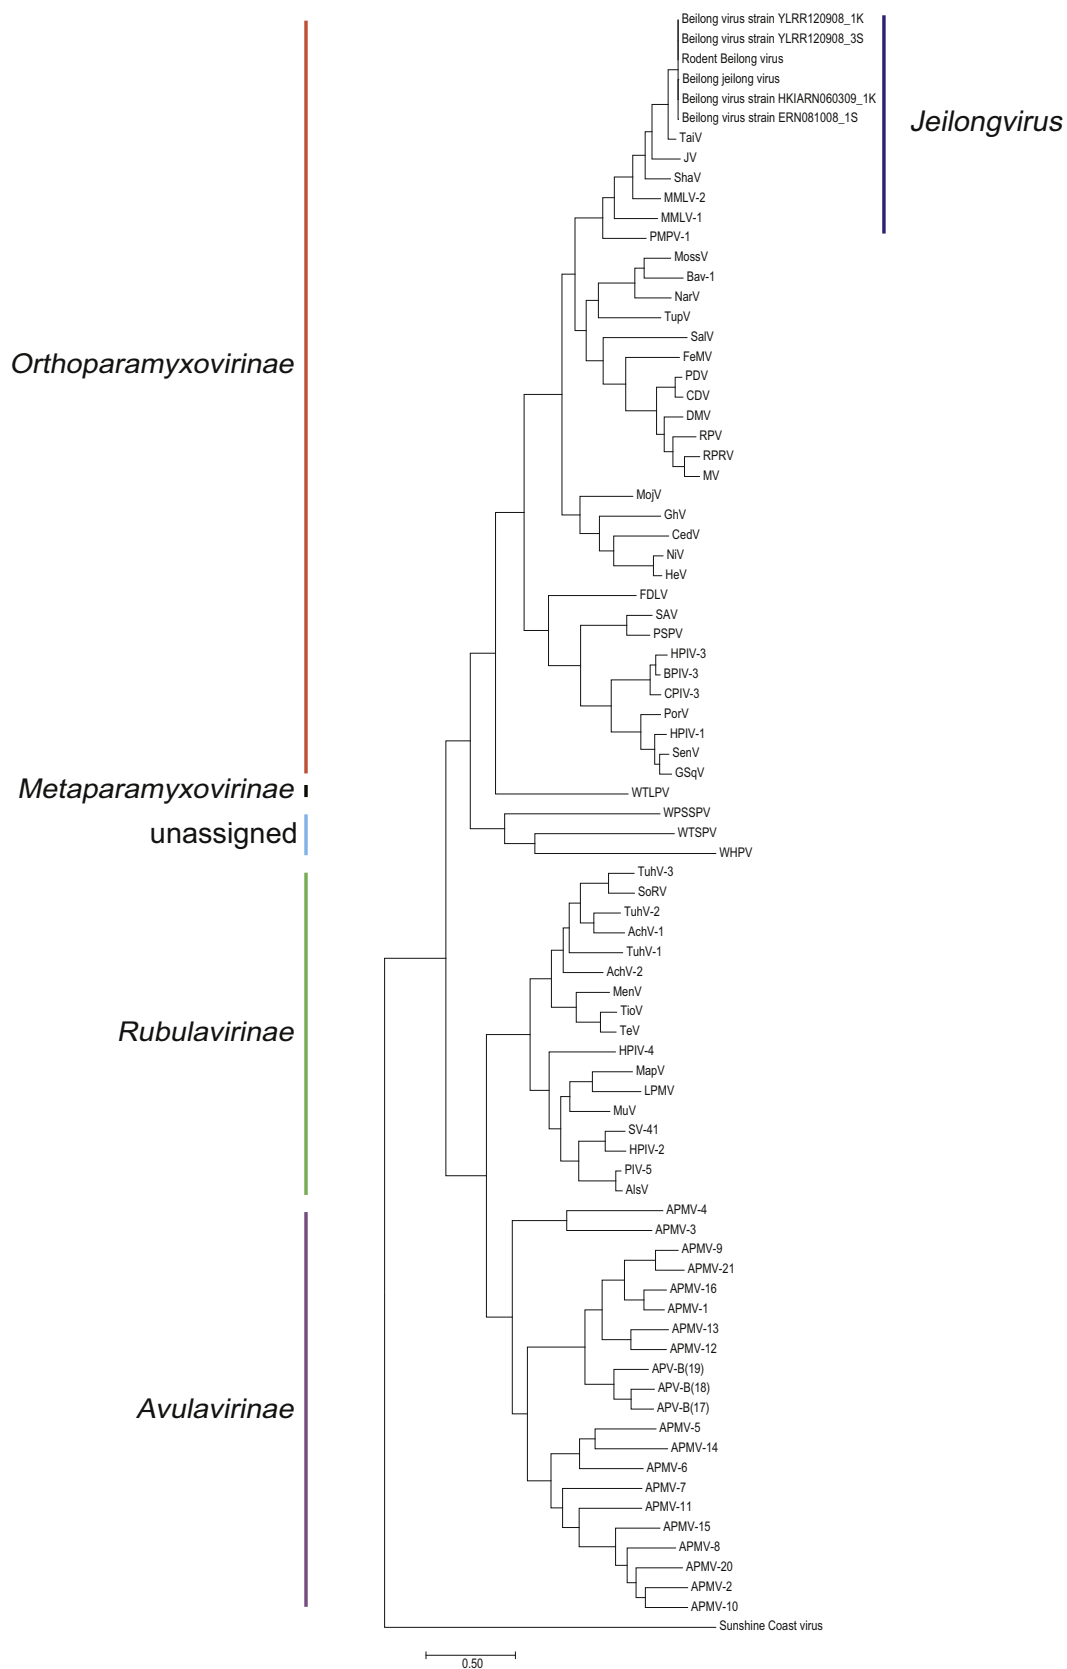 Beilong virus strain YLRR120908_1K
Beilong virus strain YLRR120908_3S
Rodent Beilong virus
Beilong jeilong virus
Beilong virus strain HKIARN060309_1K
Beilong virus strain ERN081008_1S
Jeilongvirus
TaiV
JV
ShaV
MMLV-2
MMLV-1
PMPV-1
MossV
Bav-1
NarV
TupV
SalV
Orthoparamyxovirinae
FeMV
PDV
CDV
DMV
RPV
RPRV
MV
MojV
GhV
CedV
NiV
HeV
FDLV
SAV
PSPV
HPIV-3
BPIV-3
CPIV-3
PorV
HPIV-1
SenV
GSqV
Metaparamyxovirinae
WTLPV
WPSSPV
unassigned
WTSPV
WHPV
TuhV-3
SoRV
TuhV-2
AchV-1
TuhV-1
AchV-2
MenV
TioV
Rubulavirinae
TeV
HPIV-4
MapV
LPMV
MuV
SV-41
HPIV-2
PIV-5
AlsV
APMV-4
APMV-3
APMV-9
APMV-21
APMV-16
APMV-1
APMV-13
APMV-12
APV-B(19)
APV-B(18)
Avulavirinae
APV-B(17)
APMV-5
APMV-14
APMV-6
APMV-7
APMV-11
APMV-15
APMV-8
APMV-20
APMV-2
APMV-10
Sunshine Coast virus
0.50